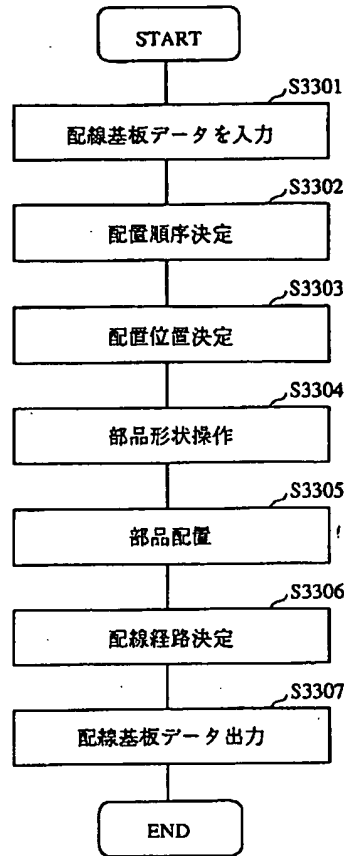 START
S3301
配線基板データを入力
S3302
配置順序決定
S3303
配置位置決定
S3304
部品形状操作
S3305
部品配置
S3306
配線経路決定
S3307
配線基板データ出力
END